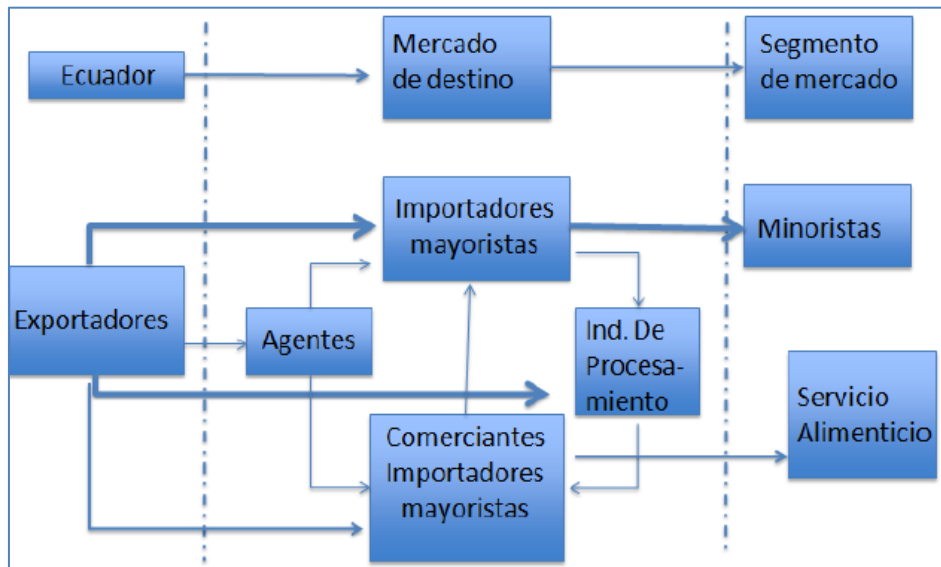 Ecuador
Mercado
de destino
Segmento
de mercado
Importadores
mayoristas
Minoristas
Exportadores
Agentes
Ind. De
Procesa-
miento
Comerciantes
Importadores
mayoristas
Servicio
Alimenticio